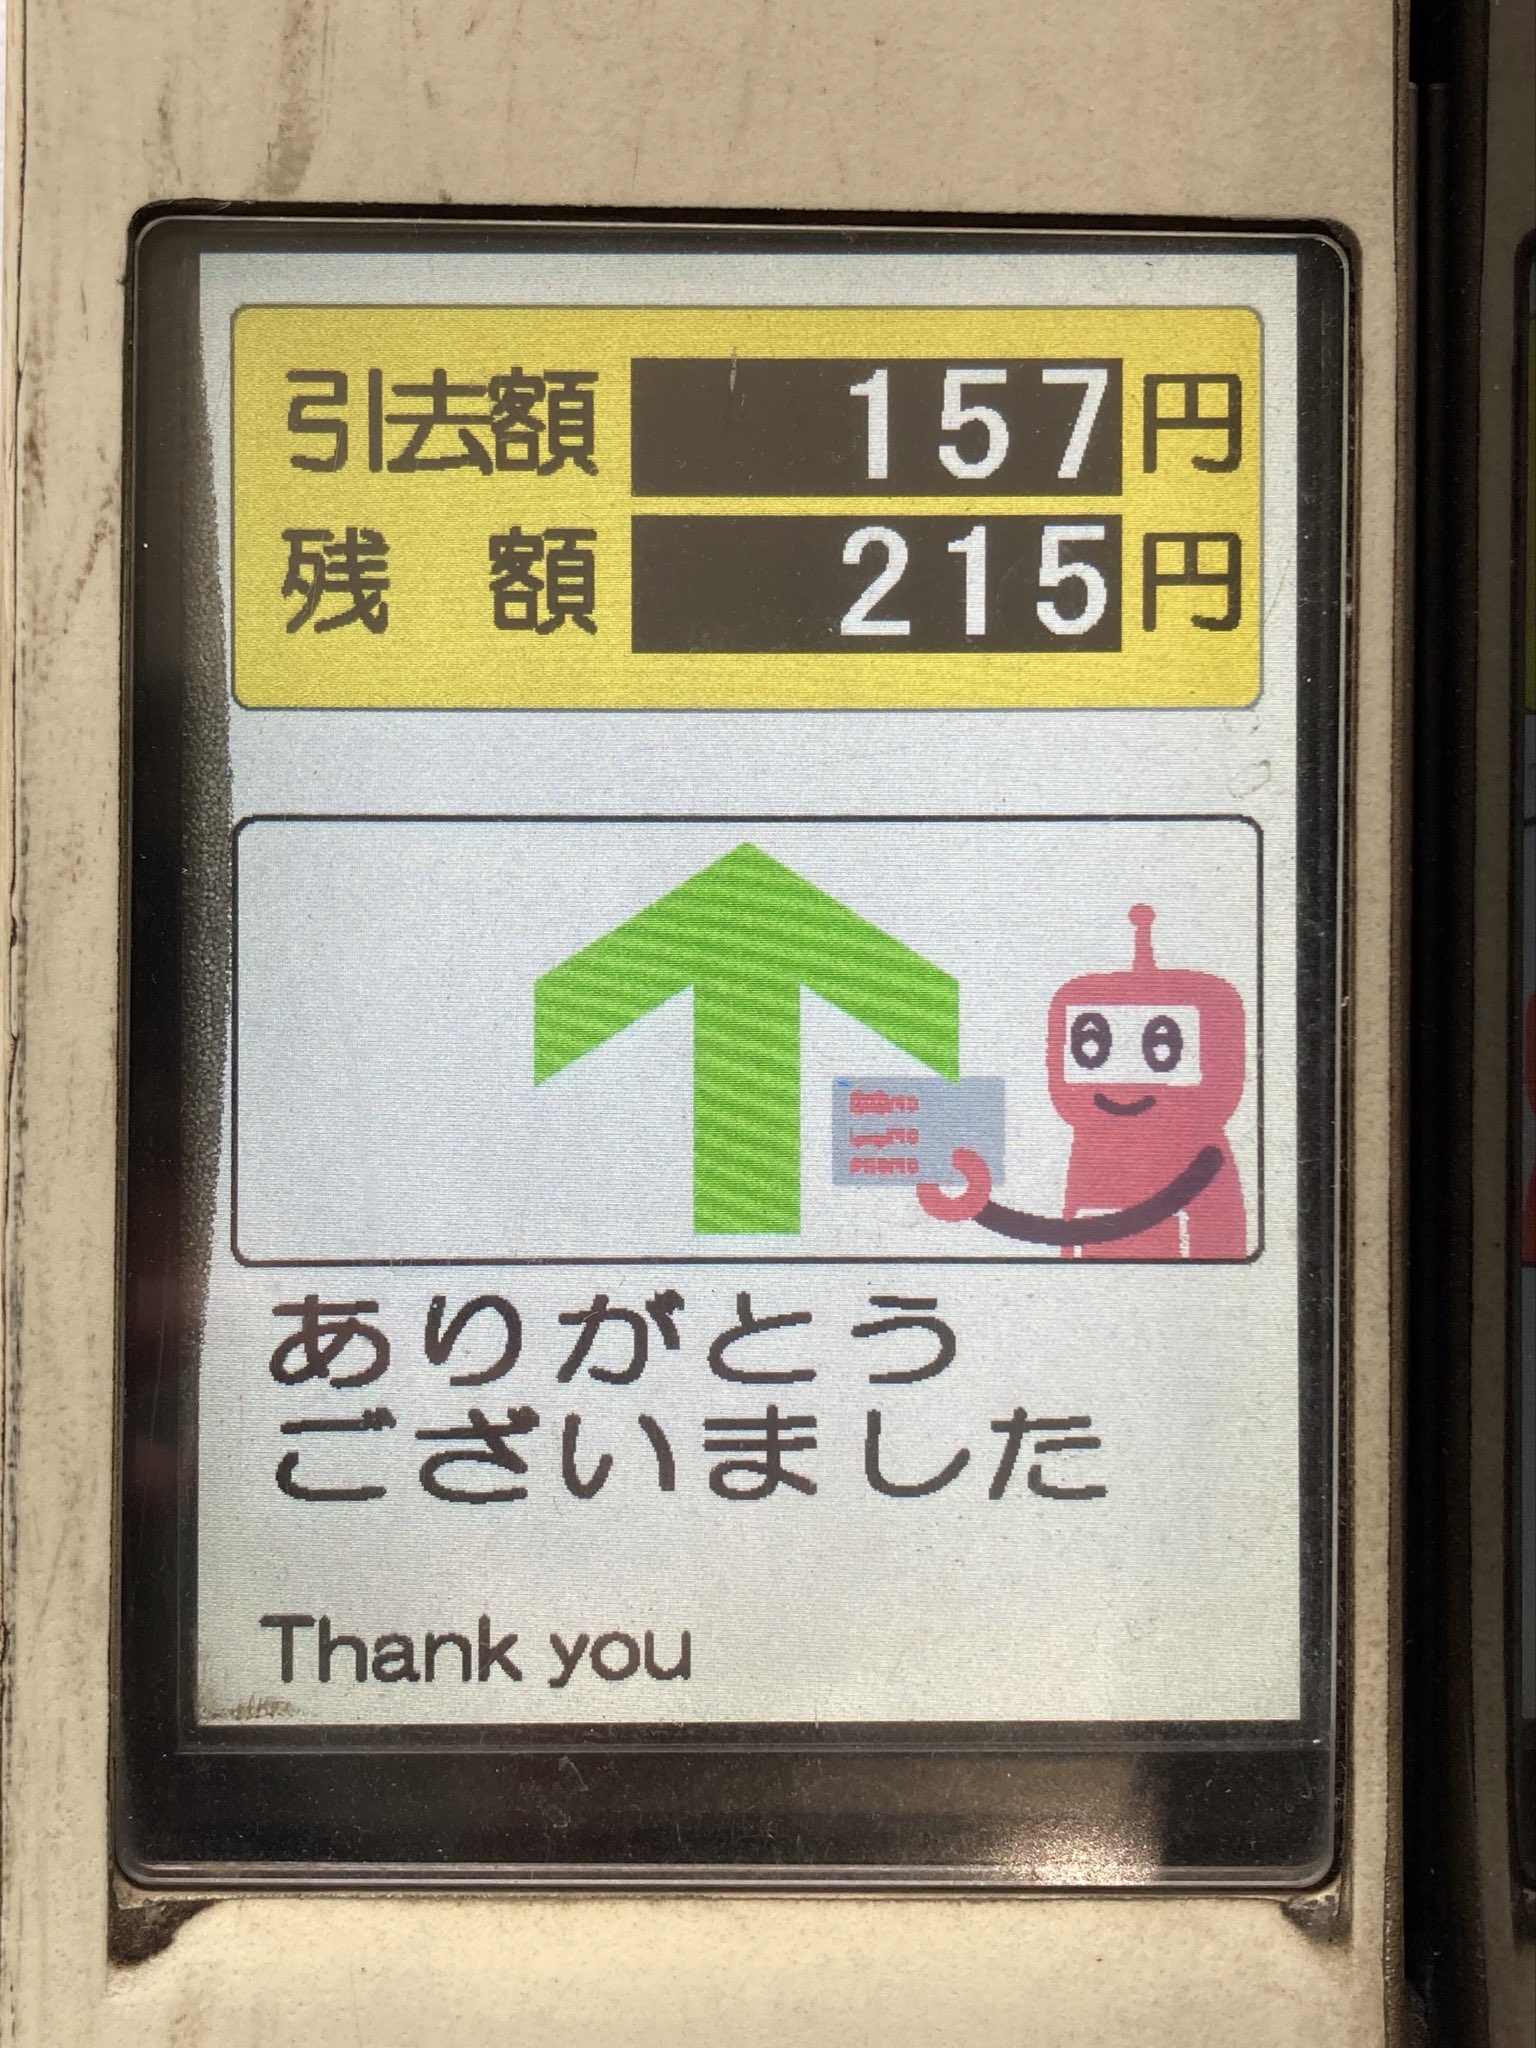 引去額 157円
残額 215円
ありがとう
ございました
Thank you